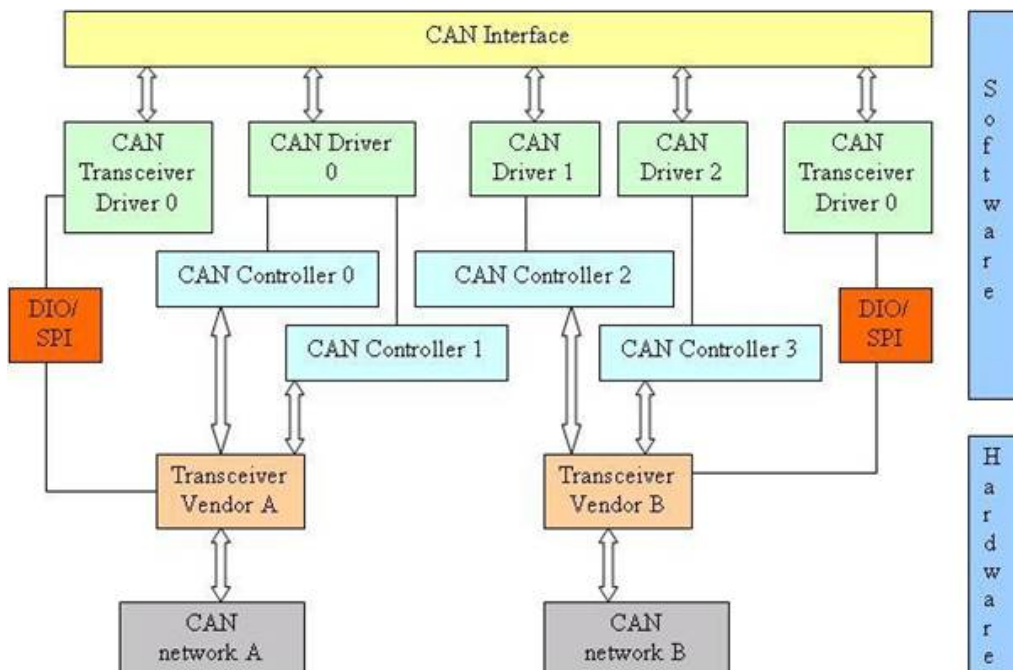 CAN Interface
CAN
Transceiver
Driver 0
CAN Driver
0
CAN
Driver 1
CAN
Driver 2
CAN
Transceiver
Driver 0
CAN Controller 0
CAN Controller 2
DIO/
SPI
DIO/
SPI
CAN Controller 1
CAN Controller 3
Transceiver
Vendor A
Transceiver
Vendor B
CAN
network A
CAN
network B
Software
Hardware